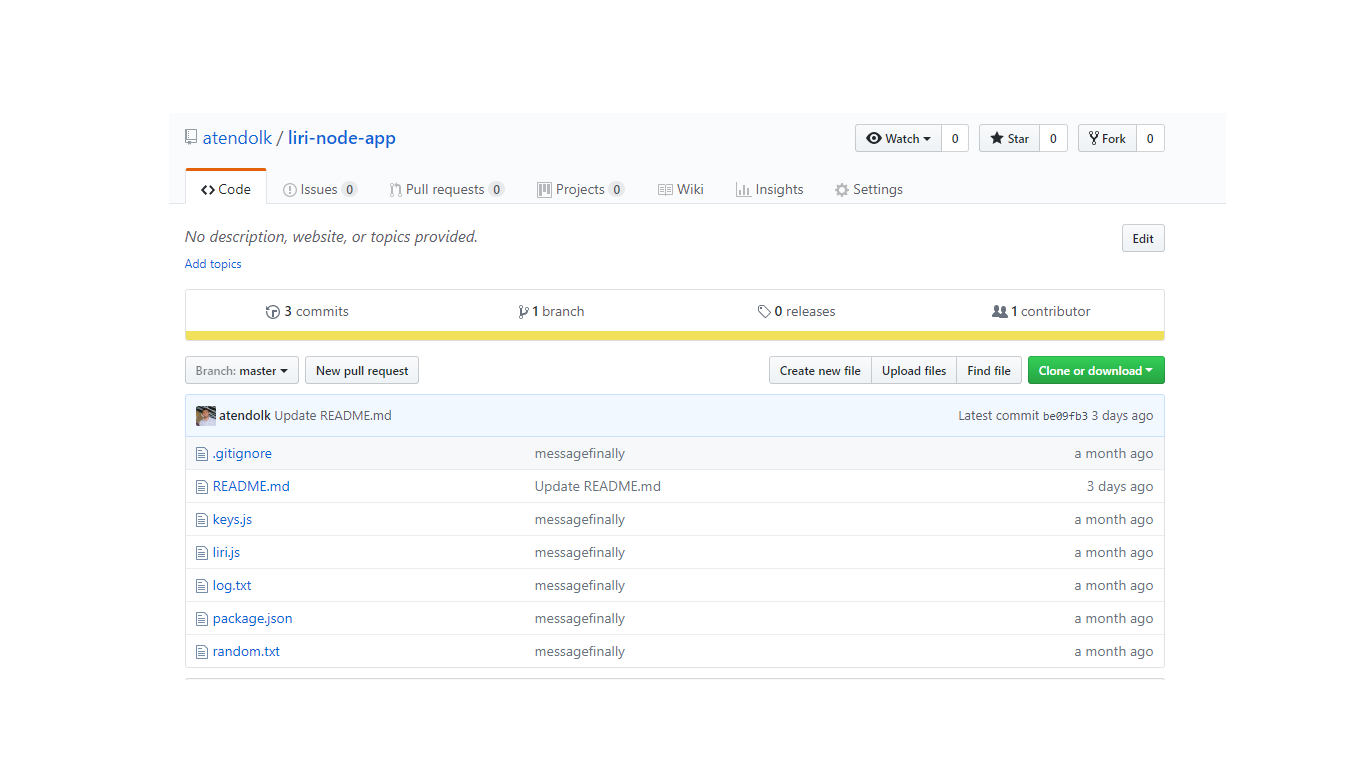 atendolk / liri-node-app
Watch 0 Star 0 Fork 0
Code Issues 0 Pull requests 0 Projects 0 Wiki Insights Settings
No description, website, or topics provided. Edit
Add topics
3 commits 1 branch 0 releases 1 contributor
Branch: master New pull request Create new file Upload files Find file Clone or download
atendolk Update README.md Latest commit be09fb3 3 days ago
.gitignore messagefinally a month ago
README.md Update README.md 3 days ago
keys.js messagefinally a month ago
liri.js messagefinally a month ago
log.txt messagefinally a month ago
package.json messagefinally a month ago
random.txt messagefinally a month ago